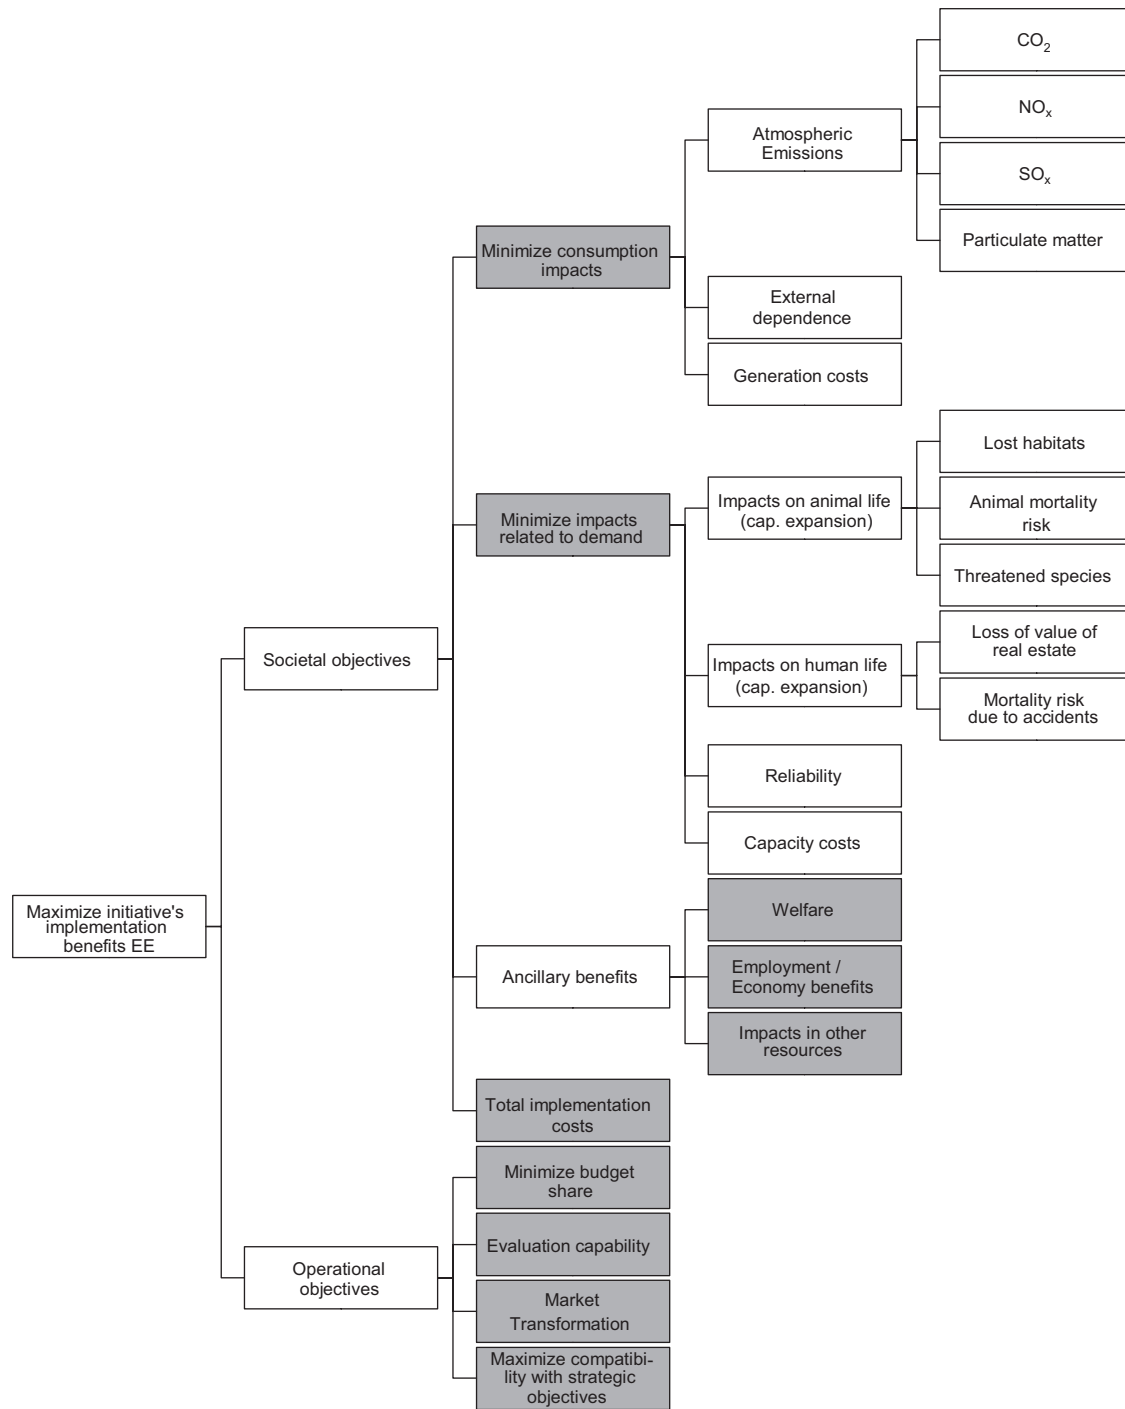 CO₂
NOₓ
Atmospheric
Emissions
SOₓ
Particulate matter
Minimize consumption
impacts
External
dependence
Generation costs
Lost habitats
Impacts on animal life
(cap. expansion)
Animal mortality
risk
Minimize impacts
related to demand
Threatened species
Loss of value of
real estate
Societal objectives
Impacts on human life
(cap. expansion)
Mortality risk
due to accidents
Reliability
Capacity costs
Welfare
Maximize initiative's
implementation
benefits EE
Ancillary benefits
Employment /
Economy benefits
Impacts in other
resources
Total implementation
costs
Minimize budget
share
Evaluation capability
Operational
objectives
Market
Transformation
Maximize compatibi-
lity with strategic
objectives